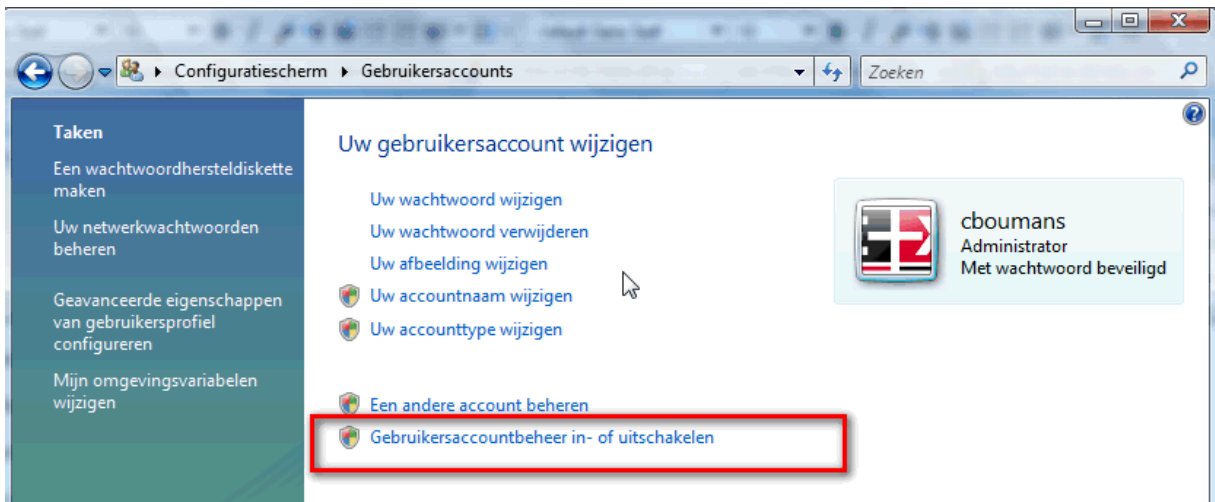 Configuratiescherm
Gebruikersaccounts
Zoeken
Taken
Een wachtwoordhersteldiskette
maken
Uw netwerkwachtwoorden
beheren
Geavanceerde eigenschappen
van gebruikersprofiel
configureren
Mijn omgevingsvariabelen
wijzigen
Uw gebruikersaccount wijzigen
Uw wachtwoord wijzigen
Uw wachtwoord verwijderen
Uw afbeelding wijzigen
Uw accountnaam wijzigen
Uw accounttype wijzigen
Een andere account beheren
Gebruikersaccountbeheer in- of uitschakelen
cboumans
Administrator
Met wachtwoord beveiligd